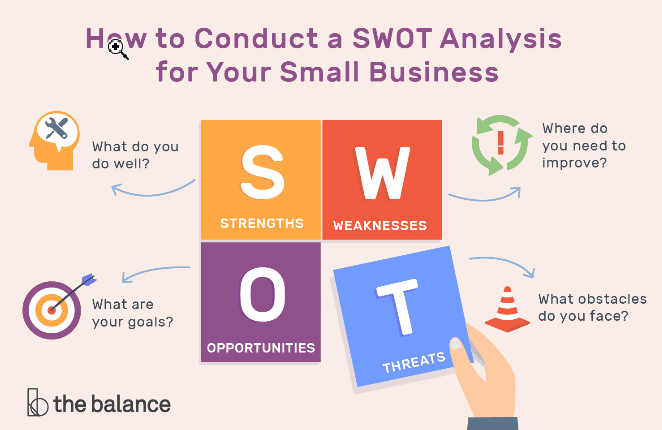 How to Conduct a SWOT Analysis
for Your Small Business
What do you
do well?
S
STRENGTHS
W
WEAKNESSES
Where do
you need to
improve?
What are
your goals?
O
OPPORTUNITIES
T
THREATS
What obstacles
do you face?
the balance